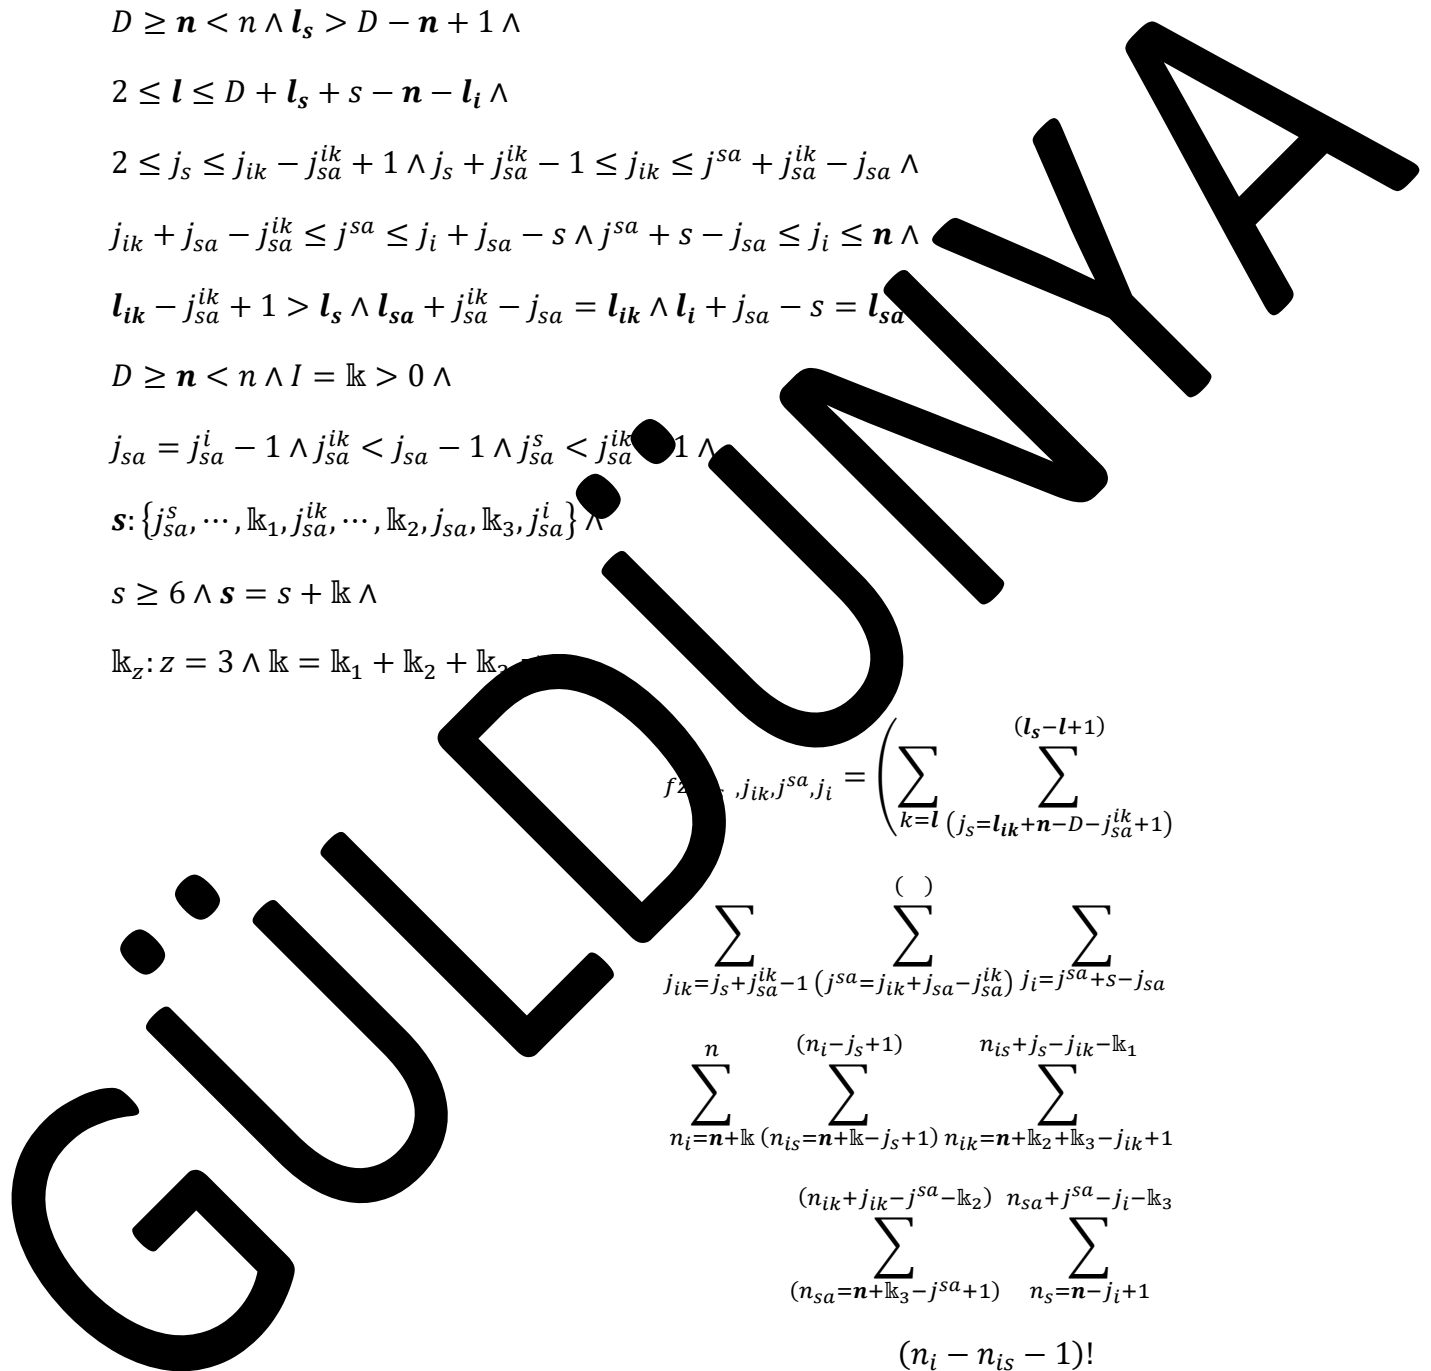 D ≥ n < n ∧ l_s > D − n + 1 ∧
2 ≤ l ≤ D + l_s + s − n − l_i ∧
2 ≤ j_s ≤ j_{ik} − j_{sa}^{ik} + 1 ∧ j_s + j_{sa}^{ik} − 1 ≤ j_{ik} ≤ j^{sa} + j_{sa}^{ik} − j_{sa} ∧
j_{ik} + j_{sa} − j_{sa}^{ik} ≤ j^{sa} ≤ j_i + j_{sa} − s ∧ j^{sa} + s − j_{sa} ≤ j_i ≤ n ∧
l_{ik} − j_{sa}^{ik} + 1 > l_s ∧ l_{sa} + j_{sa}^{ik} − j_{sa} = l_{ik} ∧ l_i + j_{sa} − s = l_{sa}
D ≥ n < n ∧ I = 𝕜 > 0 ∧
j_{sa} = j_{sa}^i − 1 ∧ j_{sa}^{ik} < j_{sa} − 1 ∧ j_{sa}^s < j_{sa}^{ik} 1 ∧
s: {j_{sa}^s, ⋯, 𝕜_1, j_{sa}^{ik}, ⋯, 𝕜_2, j_{sa}, 𝕜_3, j_{sa}^i} ∧
s ≥ 6 ∧ s = s + 𝕜 ∧
𝕜_z: z = 3 ∧ 𝕜 = 𝕜_1 + 𝕜_2 + 𝕜_3
,j_{ik},j^{sa},j_i = ( ∑_{k=l} ∑_{(j_s=l_{ik}+n−D−j_{sa}^{ik}+1)}^{(l_s−l+1)}
∑_{j_{ik}=j_s+j_{sa}^{ik}−1} ∑_{(j^{sa}=j_{ik}+j_{sa}−j_{sa}^{ik})}^{( )} ∑_{j_i=j^{sa}+s−j_{sa}}
∑_{n_i=n+𝕜}^{n} ∑_{(n_{is}=n+𝕜−j_s+1)}^{(n_i−j_s+1)} ∑_{n_{ik}=n+𝕜_2+𝕜_3−j_{ik}+1}^{n_{is}+j_s−j_{ik}−𝕜_1}
∑_{(n_{sa}=n+𝕜_3−j^{sa}+1)}^{(n_{ik}+j_{ik}−j^{sa}−𝕜_2)} ∑_{n_s=n−j_i+1}^{n_{sa}+j^{sa}−j_i−𝕜_3}
(n_i − n_{is} − 1)!
GÜLDÜNYA